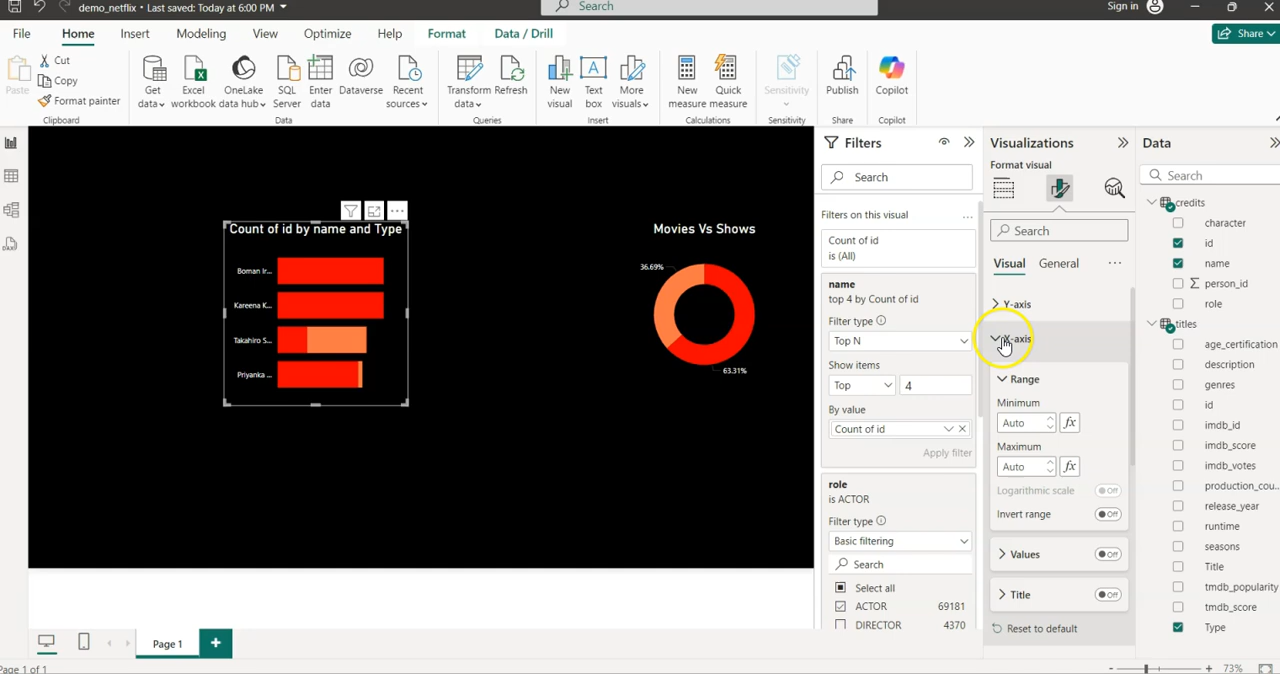 demo_netflix • Last saved: Today at 6:00 PM
Search
Sign in
File
Home
Insert
Modeling
View
Optimize
Help
Format
Data / Drill
Share
Paste
Cut
Copy
Format painter
Clipboard
Get data
Excel workbook
OneLake data hub
SQL Server
Enter data
Dataverse
Recent sources
Data
Transform data
Refresh
Queries
New visual
Text box
More visuals
Insert
New measure
Quick measure
Calculations
Sensitivity
Sensitivity
Publish
Share
Copilot
Copilot
Count of id by name and Type
Boman Ir...
Kareena K...
Takahiro S...
Priyanka ...
Movies Vs Shows
36.69%
63.31%
Filters
Search
Filters on this visual
Count of id
is (All)
name
top 4 by Count of id
Filter type
Top N
Show items
Top
4
By value
Count of id
Apply filter
role
is ACTOR
Filter type
Basic filtering
Search
Select all
ACTOR 69181
DIRECTOR 4370
Visualizations
Format visual
Search
Visual
General
Y-axis
X-axis
Range
Minimum
Auto
fx
Maximum
Auto
fx
Logarithmic scale Off
Invert range Off
Values Off
Title Off
Reset to default
Data
Search
credits
character
id
name
person_id
role
titles
age_certification
description
genres
id
imdb_id
imdb_score
imdb_votes
production_cou...
release_year
runtime
seasons
Title
tmdb_popularity
tmdb_score
Type
DAX
Page 1
Page 1 of 1
- + 73%